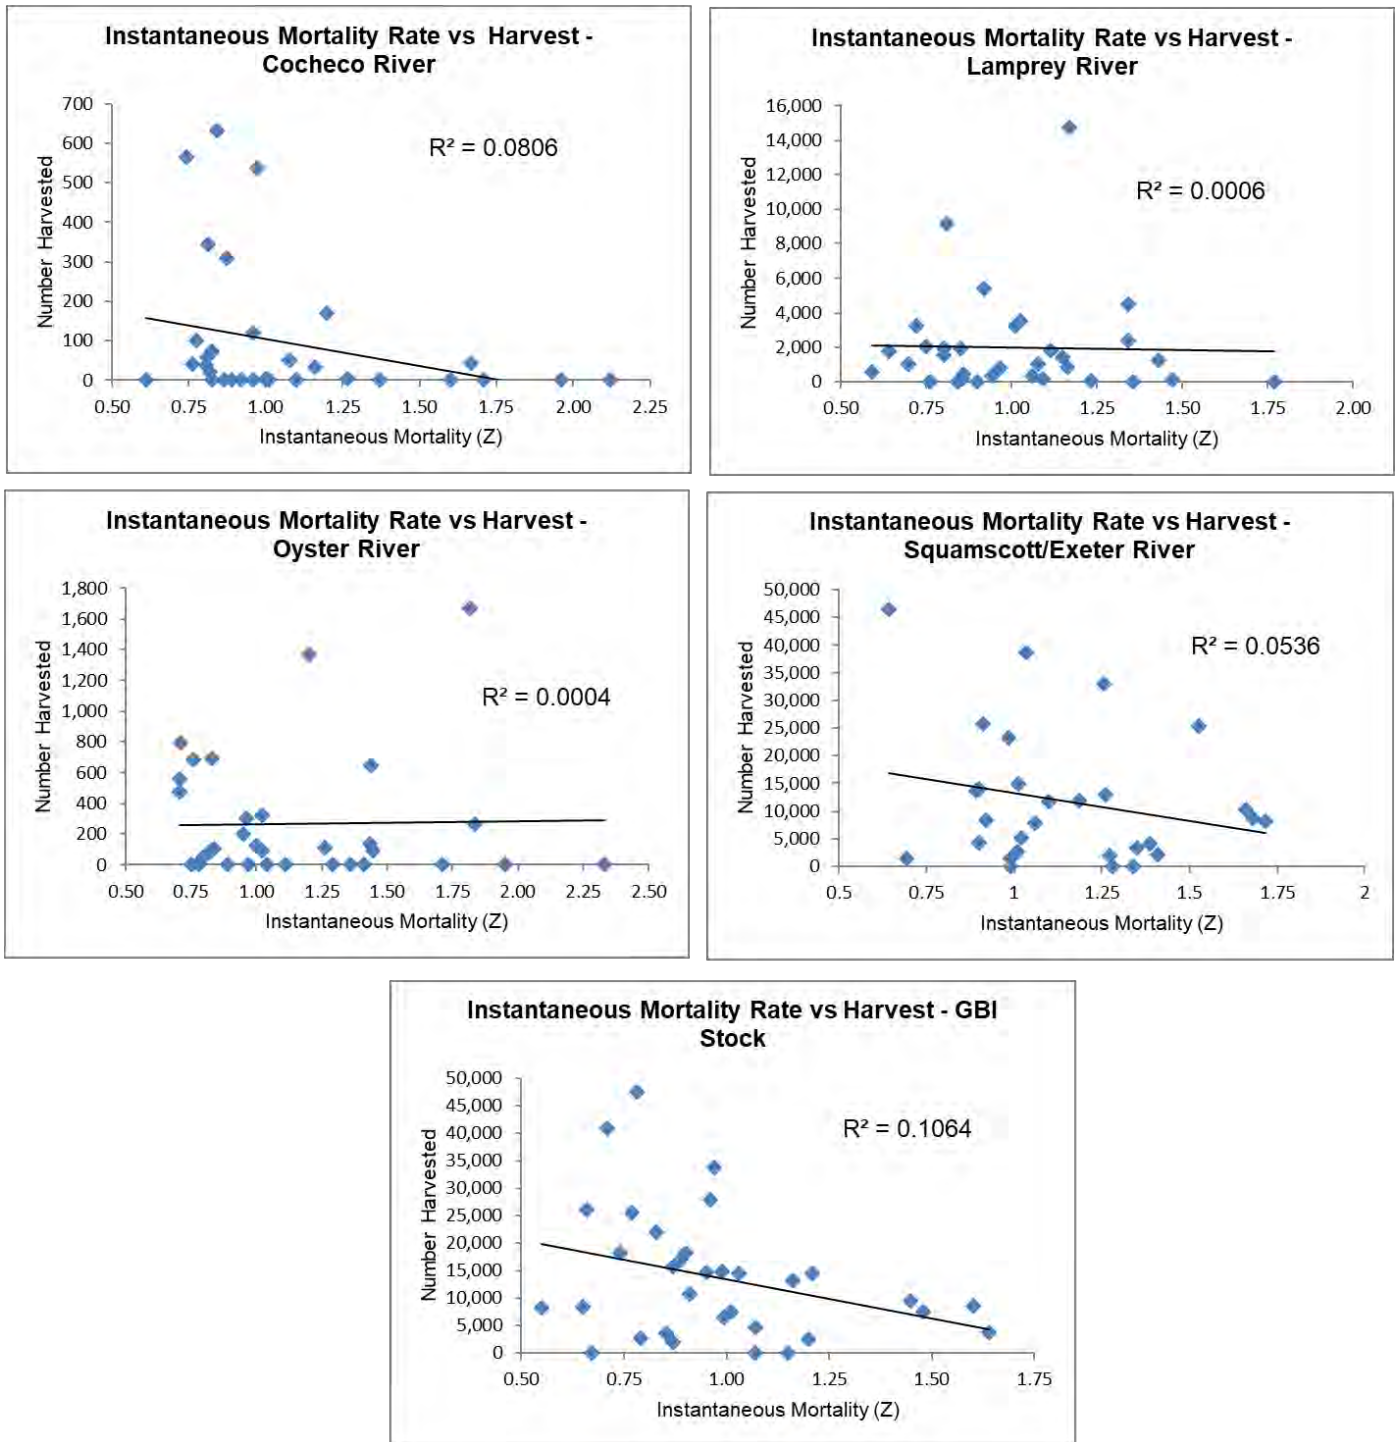 Instantaneous Mortality Rate vs Harvest -
Cocheco River
R² = 0.0806
Number Harvested
700
600
500
400
300
200
100
0
0.50 0.75 1.00 1.25 1.50 1.75 2.00 2.25
Instantaneous Mortality (Z)
Instantaneous Mortality Rate vs Harvest -
Lamprey River
R² = 0.0006
Number Harvested
16,000
14,000
12,000
10,000
8,000
6,000
4,000
2,000
0
0.50 0.75 1.00 1.25 1.50 1.75 2.00
Instantaneous Mortality (Z)
Instantaneous Mortality Rate vs Harvest -
Oyster River
R² = 0.0004
Number Harvested
1,800
1,600
1,400
1,200
1,000
800
600
400
200
0
0.50 0.75 1.00 1.25 1.50 1.75 2.00 2.25 2.50
Instantaneous Mortality (Z)
Instantaneous Mortality Rate vs Harvest -
Squamscott/Exeter River
R² = 0.0536
Number Harvested
50,000
45,000
40,000
35,000
30,000
25,000
20,000
15,000
10,000
5,000
0
0.5 0.75 1 1.25 1.5 1.75 2
Instantaneous Mortality (Z)
Instantaneous Mortality Rate vs Harvest - GBI
Stock
R² = 0.1064
Number Harvested
50,000
45,000
40,000
35,000
30,000
25,000
20,000
15,000
10,000
5,000
0
0.50 0.75 1.00 1.25 1.50 1.75
Instantaneous Mortality (Z)